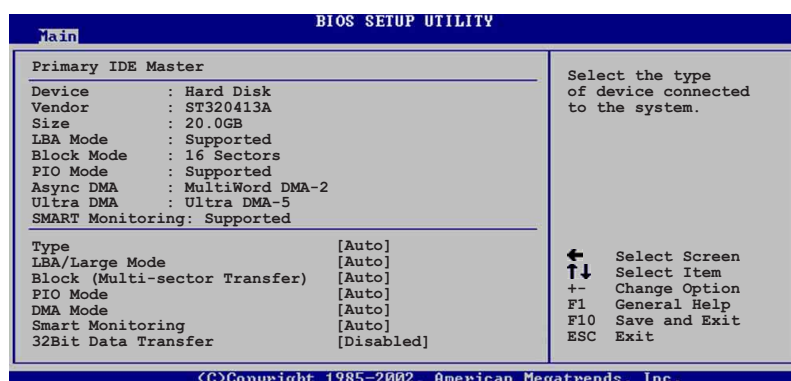 BIOS SETUP UTILITY
Main
Primary IDE Master
Device : Hard Disk
Vendor : ST320413A
Size : 20.0GB
LBA Mode : Supported
Block Mode : 16 Sectors
PIO Mode : Supported
Async DMA : MultiWord DMA-2
Ultra DMA : Ultra DMA-5
SMART Monitoring: Supported
Type [Auto]
LBA/Large Mode [Auto]
Block (Multi-sector Transfer) [Auto]
PIO Mode [Auto]
DMA Mode [Auto]
Smart Monitoring [Auto]
32Bit Data Transfer [Disabled]
Select the type
of device connected
to the system.
← Select Screen
↑↓ Select Item
+- Change Option
F1 General Help
F10 Save and Exit
ESC Exit
(C)Copyright 1985-2002, American Megatrends, Inc.